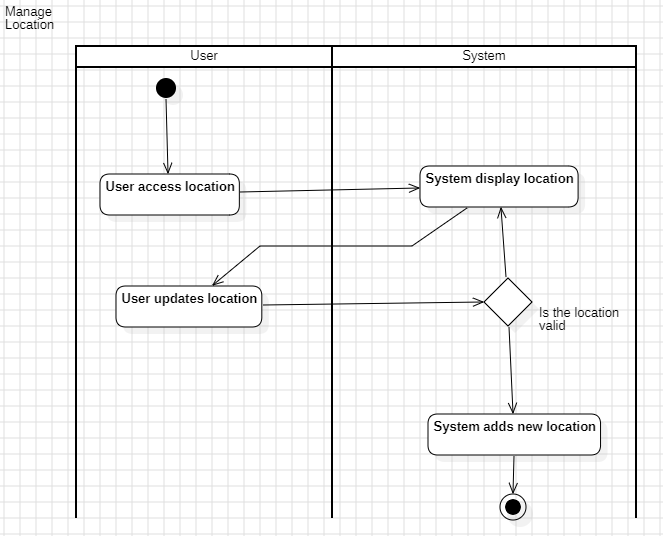 Manage
Location
User
System
User access location
System display location
User updates location
Is the location
valid
System adds new location